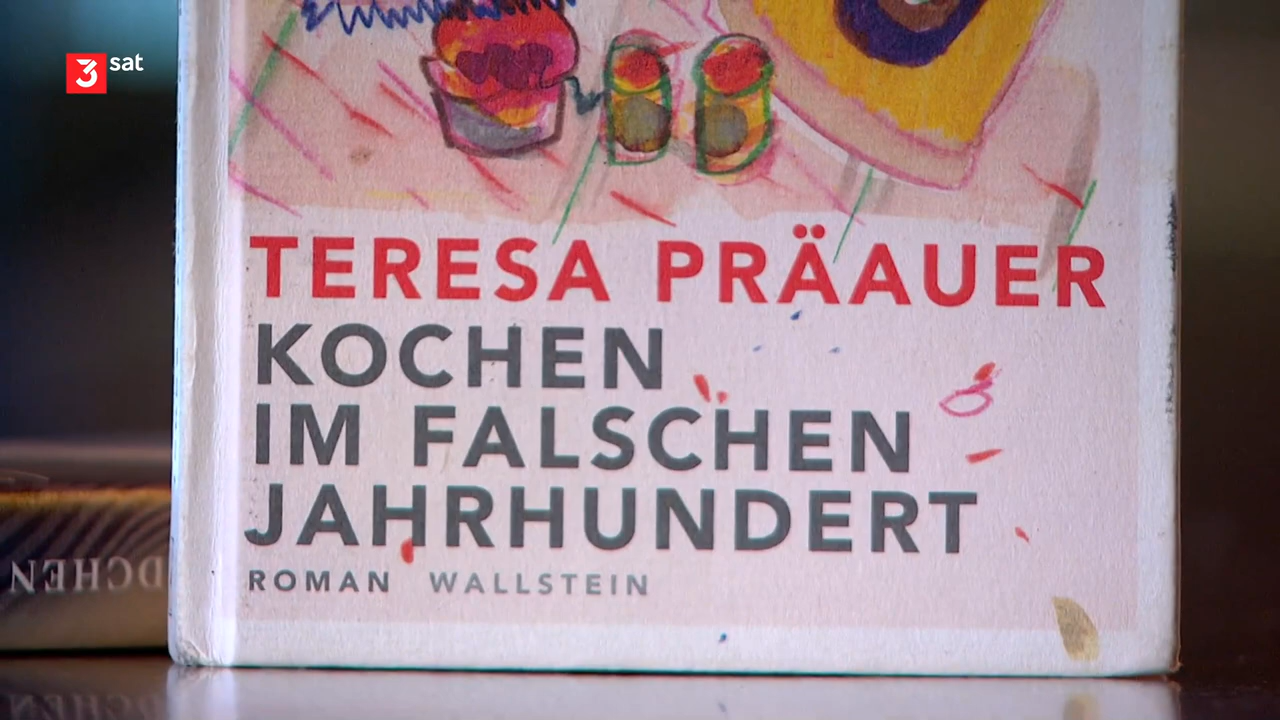 3sat
TERESA PRÄAUER
KOCHEN
IM FALSCHEN
JAHRHUNDERT
ROMAN WALLSTEIN